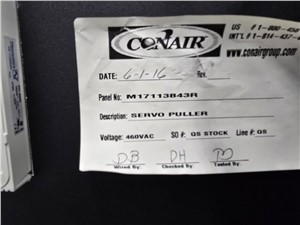 CONAIR
US # 1-800-
INT'L # 1-814-437-
www.conairgroup.com
DATE: 6-1-16 Rev.
Panel No: M17113843R
Description: SERVO PULLER
Voltage: 460VAC SO #: QS STOCK Line #: QS
DB DH
Wired By: Checked By: Tested By: